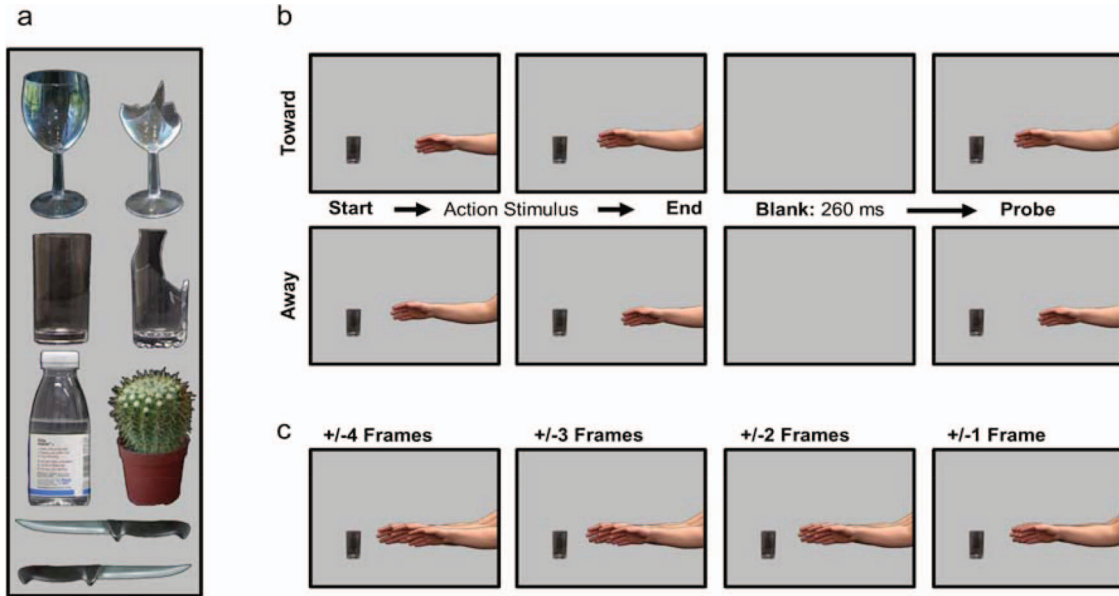 a
b
Toward
Start
Action Stimulus
End
Blank: 260 ms
Probe
Away
c
+/-4 Frames
+/-3 Frames
+/-2 Frames
+/-1 Frame